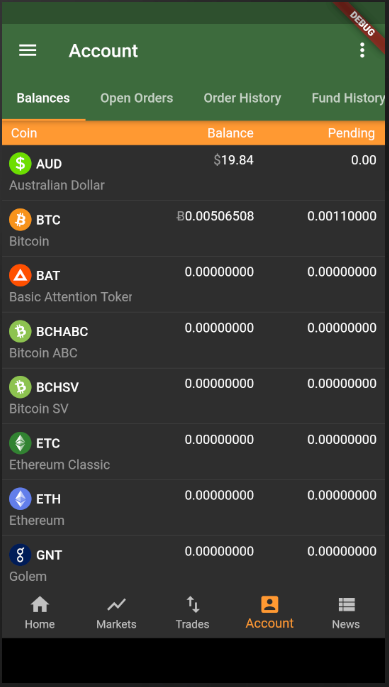 DEBUG
Account
Balances Open Orders Order History Fund History
Coin Balance Pending
AUD $19.84 0.00
Australian Dollar
BTC Ƀ0.00506508 0.00110000
Bitcoin
BAT 0.00000000 0.00000000
Basic Attention Toker
BCHABC 0.00000000 0.00000000
Bitcoin ABC
BCHSV 0.00000000 0.00000000
Bitcoin SV
ETC 0.00000000 0.00000000
Ethereum Classic
ETH 0.00000000 0.00000000
Ethereum
GNT 0.00000000 0.00000000
Golem
Home Markets Trades Account News